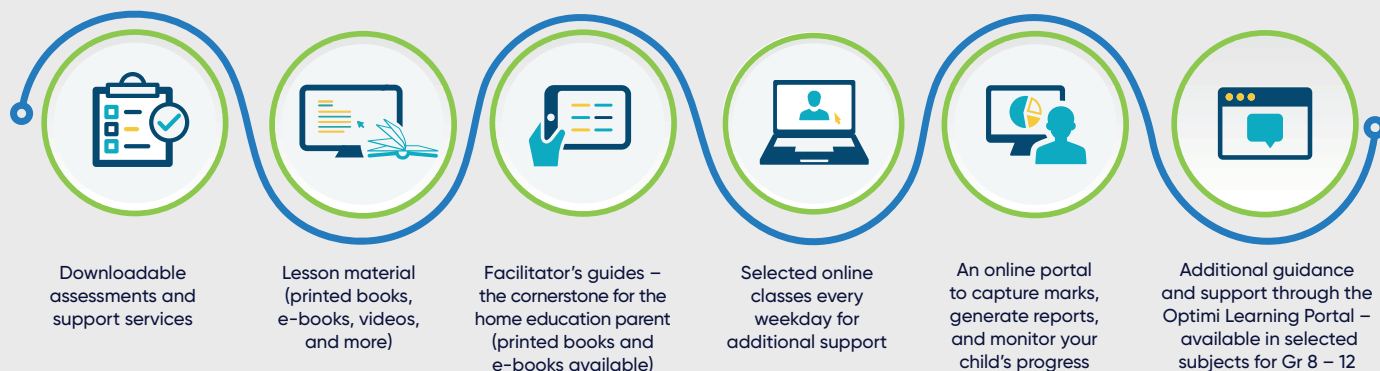 Downloadable
assessments and
support services
Lesson material
(printed books,
e-books, videos,
and more)
Facilitator's guides –
the cornerstone for the
home education parent
(printed books and
e-books available)
Selected online
classes every
weekday for
additional support
An online portal
to capture marks,
generate reports,
and monitor your
child's progress
Additional guidance
and support through the
Optimi Learning Portal –
available in selected
subjects for Gr 8 – 12